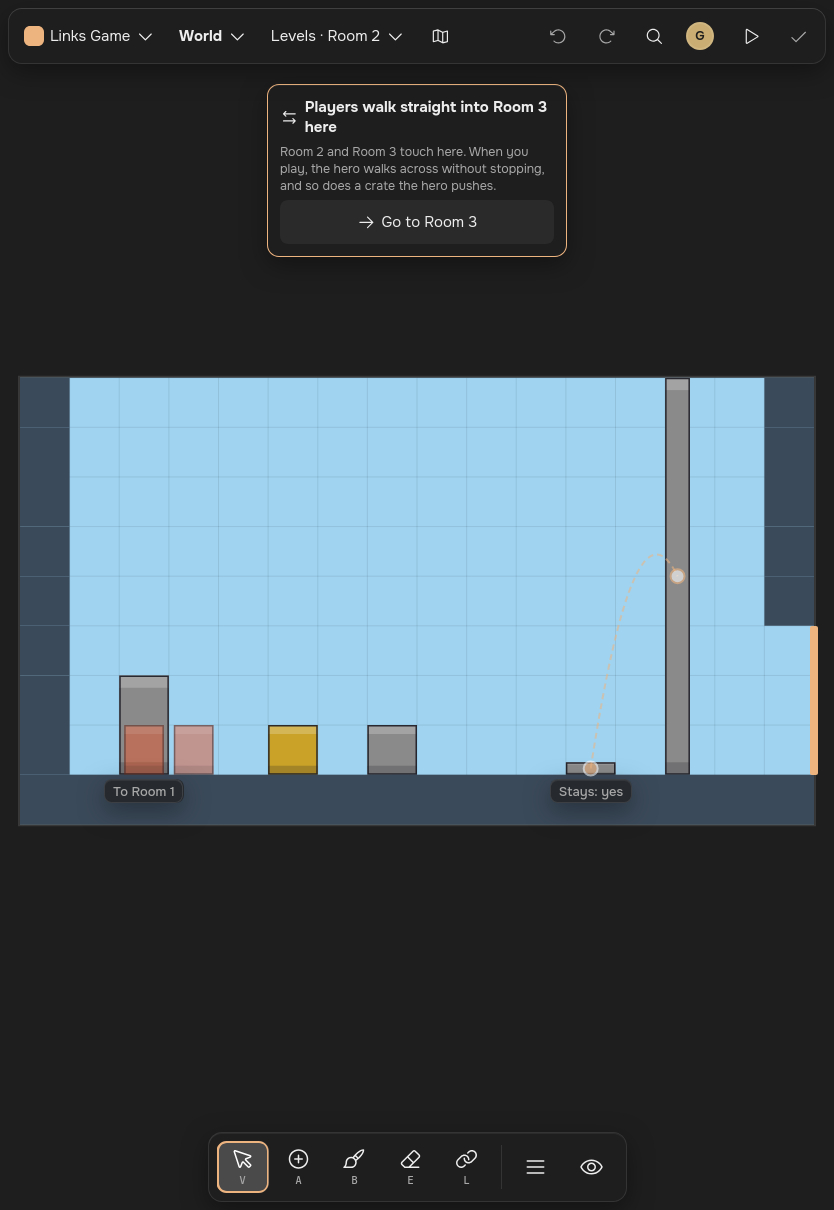 Links Game
World
Levels · Room 2
G
Players walk straight into Room 3
here
Room 2 and Room 3 touch here. When you
play, the hero walks across without stopping,
and so does a crate the hero pushes.
Go to Room 3
To Room 1
Stays: yes
V
A
B
E
L